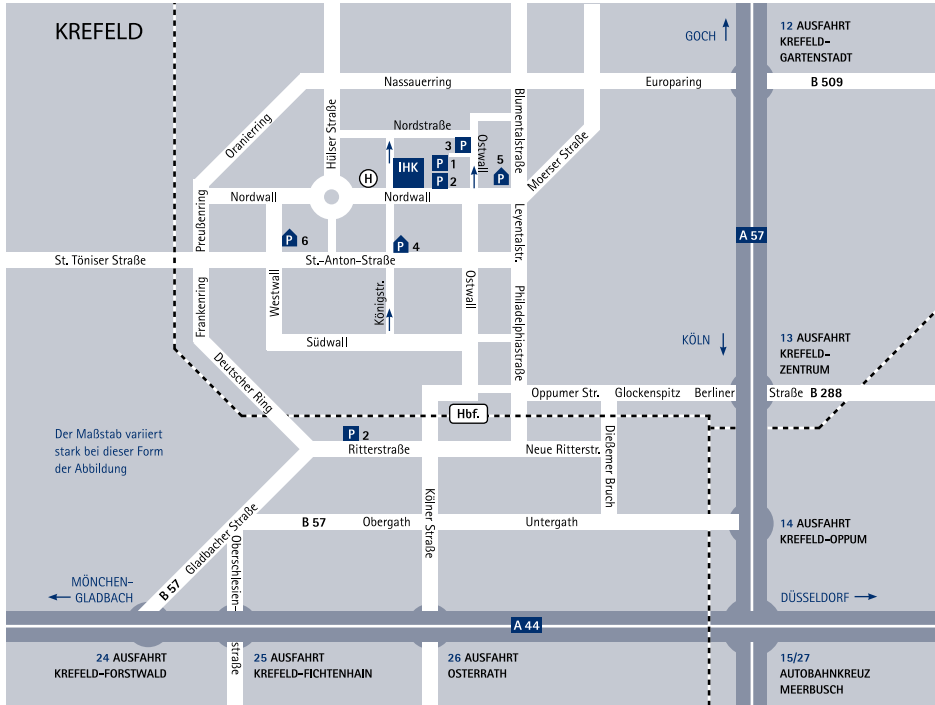 KREFELD
GOCH
12 AUSFAHRT
KREFELD-
GARTENSTADT
Nassauerring
Europaring
B 509
Oranierring
Hülser Straße
Nordstraße
Blumentalstraße
Moerser Straße
Ostwall
3 P
P 1
P 2
5
P
IHK
H
Preußenring
Nordwall
Nordwall
Leyentalstr.
A 57
P 6
P 4
St. Töniser Straße
St.-Anton-Straße
Frankenring
Westwall
Königstr.
Ostwall
Philadelphiastraße
Südwall
KÖLN
13 AUSFAHRT
KREFELD-
ZENTRUM
Deutscher Ring
Oppumer Str.
Glockenspitz
Berliner
Straße B 288
Hbf.
Der Maßstab variiert
stark bei dieser Form
der Abbildung
P 2
Ritterstraße
Neue Ritterstr.
Dießemer Bruch
Kölner Straße
B 57
Obergath
Untergath
14 AUSFAHRT
KREFELD-OPPUM
B 57 Gladbacher Straße
Oberschlesien-
straße
MÖNCHEN-
GLADBACH
DÜSSELDORF
A 44
24 AUSFAHRT
KREFELD-FORSTWALD
25 AUSFAHRT
KREFELD-FICHTENHAIN
26 AUSFAHRT
OSTERRATH
15/27
AUTOBAHNKREUZ
MEERBUSCH